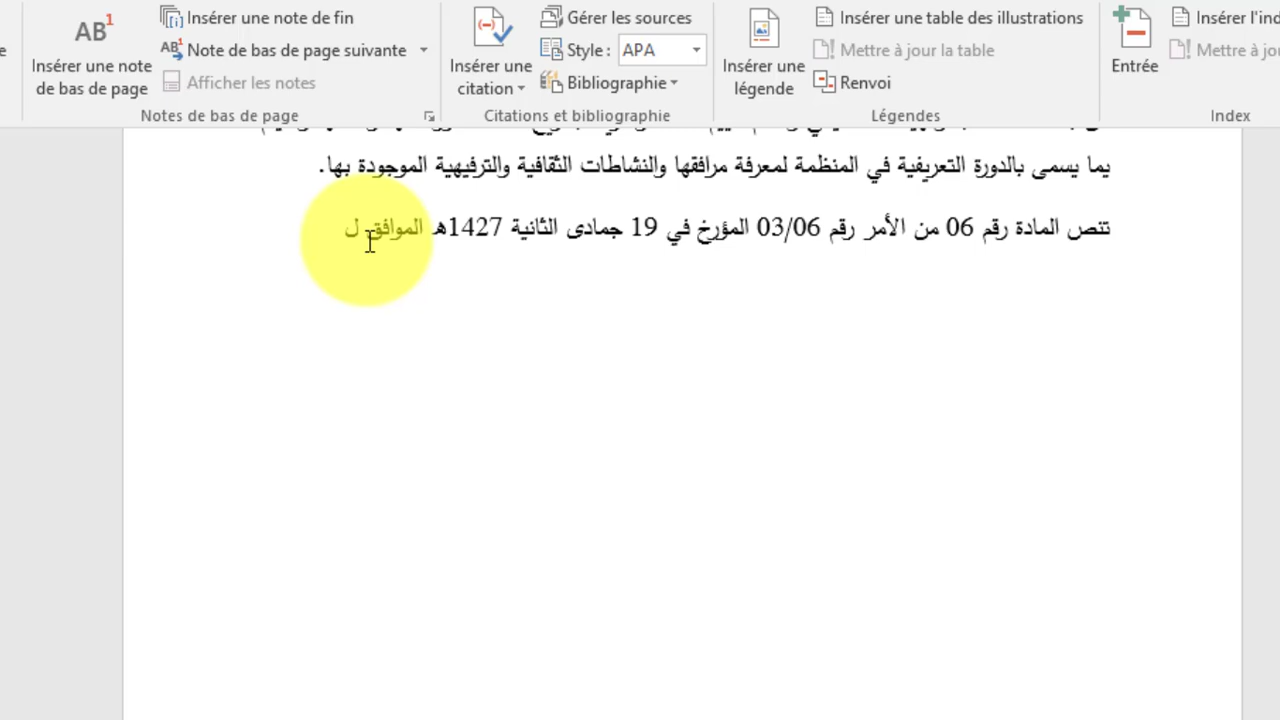 Insérer une note de fin
Gérer les sources
Insérer une table des illustrations
AB1
AB1 Note de bas de page suivante
Style : APA
Mettre à jour la table
Insérer une note de bas de page
Afficher les notes
Insérer une citation
Bibliographie
Insérer une légende
Renvoi
Entrée
Mettre à
Notes de bas de page
Citations et bibliographie
Légendes
Index
بما يسمى بالدورة التعريفية في المنظمة لمعرفة مرافقها والنشاطات الثقافية والترفيهية الموجودة بها.
تنص المادة رقم 06 من الأمر رقم 03/06 المؤرخ في 19 جمادى الثانية 1427هـ الموافق ل